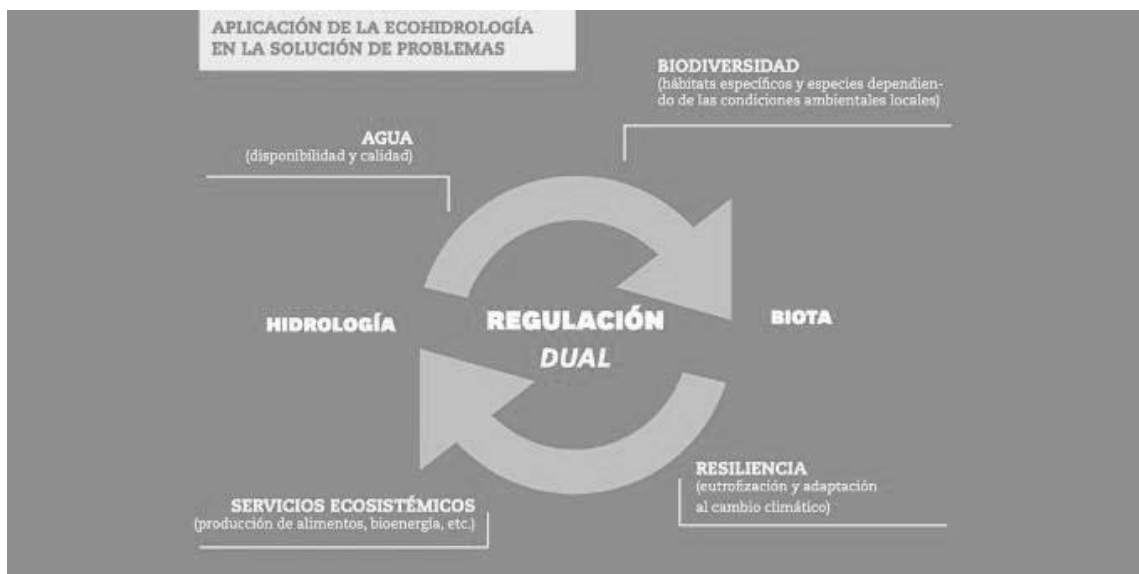 APLICACIÓN DE LA ECOHIDROLOGÍA
EN LA SOLUCIÓN DE PROBLEMAS
BIODIVERSIDAD
(hábitats específicos y especies dependien-
do de las condiciones ambientales locales)
AGUA
(disponibilidad y calidad)
HIDROLOGÍA
REGULACIÓN
DUAL
BIOTA
RESILIENCIA
(eutrofización y adaptación
al cambio climático)
SERVICIOS ECOSISTÉMICOS
(producción de alimentos, bioenergía, etc.)